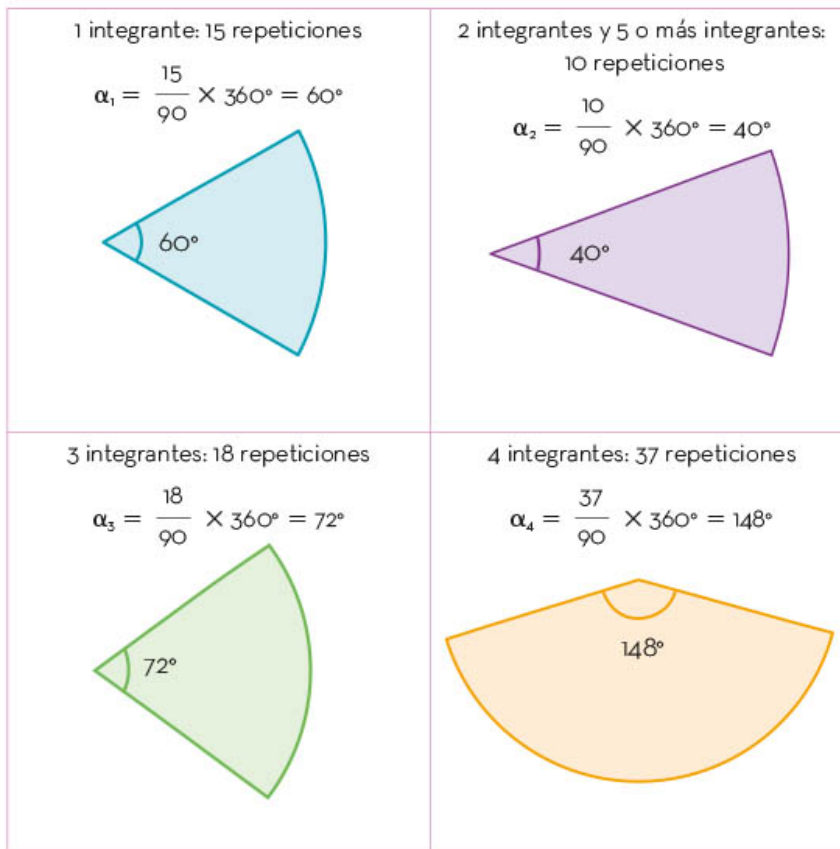 1 integrante: 15 repeticiones
α₁ = 15/90 × 360° = 60°
60°
2 integrantes y 5 o más integrantes:
10 repeticiones
α₂ = 10/90 × 360° = 40°
40°
3 integrantes: 18 repeticiones
α₃ = 18/90 × 360° = 72°
72°
4 integrantes: 37 repeticiones
α₄ = 37/90 × 360° = 148°
148°